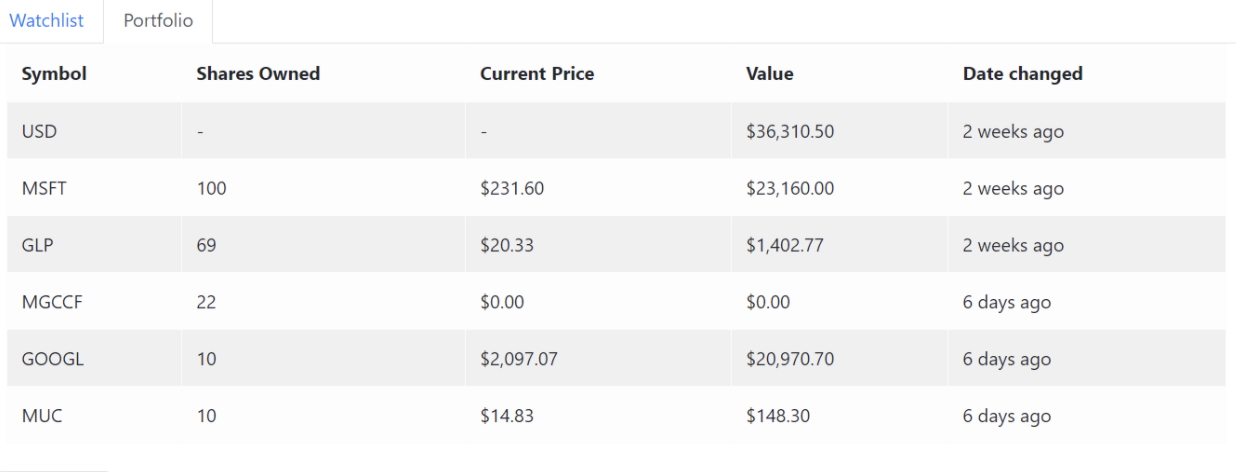 Watchlist Portfolio
Symbol Shares Owned Current Price Value Date changed
USD - - $36,310.50 2 weeks ago
MSFT 100 $231.60 $23,160.00 2 weeks ago
GLP 69 $20.33 $1,402.77 2 weeks ago
MGCCF 22 $0.00 $0.00 6 days ago
GOOGL 10 $2,097.07 $20,970.70 6 days ago
MUC 10 $14.83 $148.30 6 days ago